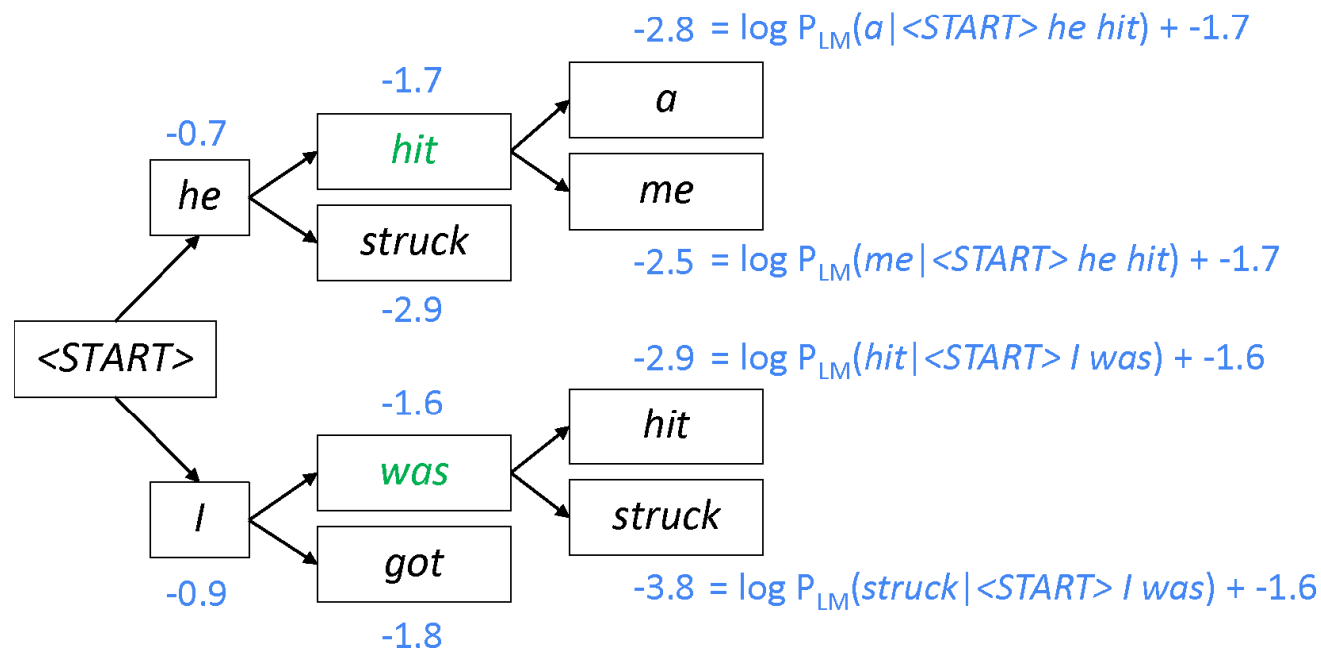 -2.8 = log P_LM(a|<START> he hit) + -1.7
-1.7
a
-0.7
hit
me
he
struck
-2.5 = log P_LM(me|<START> he hit) + -1.7
-2.9
<START>
-2.9 = log P_LM(hit|<START> I was) + -1.6
-1.6
hit
was
I
struck
got
-0.9
-3.8 = log P_LM(struck|<START> I was) + -1.6
-1.8